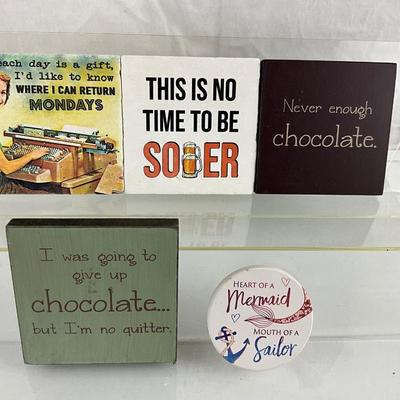 each day is a gift,
I'd like to know
WHERE I CAN RETURN
MONDAYS
THIS IS NO
TIME TO BE
SOBER
Never enough
chocolate.
I was going to
give up
chocolate...
but I'm no quitter.
HEART OF A
Mermaid
MOUTH OF A
Sailor